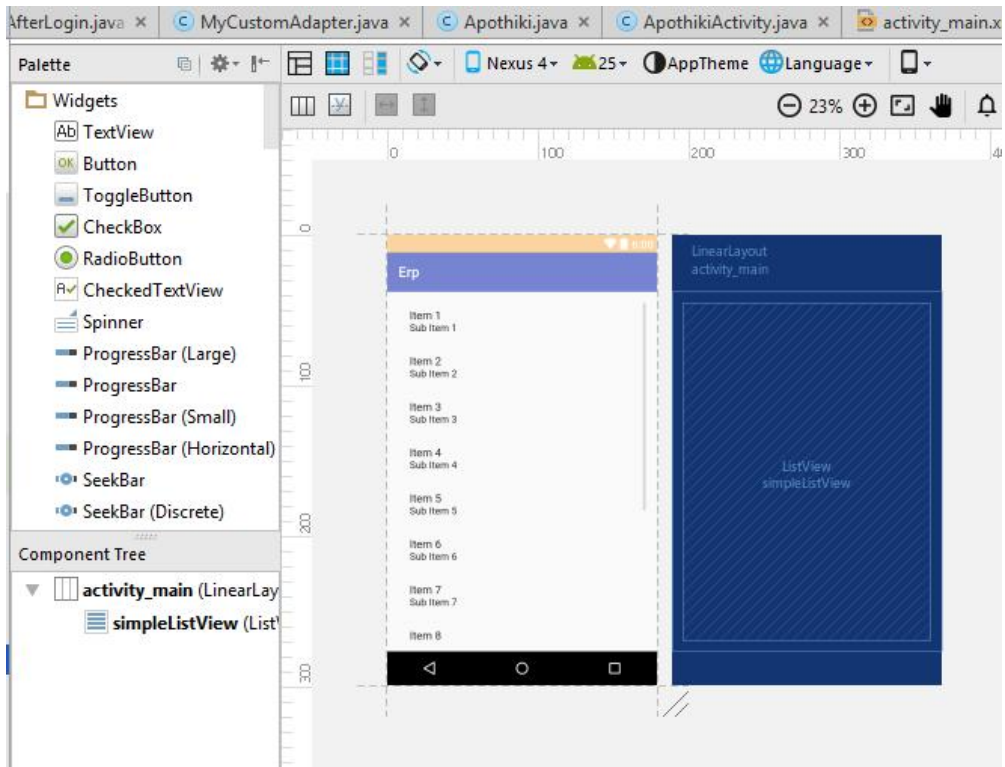 AfterLogin.java
MyCustomAdapter.java
Apothiki.java
ApothikiActivity.java
activity_main.x
Palette
Nexus 4
25
AppTheme
Language
Widgets
Ab TextView
OK Button
ToggleButton
CheckBox
RadioButton
CheckedTextView
Spinner
ProgressBar (Large)
ProgressBar
ProgressBar (Small)
ProgressBar (Horizontal)
SeekBar
SeekBar (Discrete)
23%
0 100 200 300
0
100
200
300
6:00
Erp
Item 1
Sub Item 1
Item 2
Sub Item 2
Item 3
Sub Item 3
Item 4
Sub Item 4
Item 5
Sub Item 5
Item 6
Sub Item 6
Item 7
Sub Item 7
Item 8
LinearLayout
activity_main
ListView
simpleListView
Component Tree
activity_main (LinearLay
simpleListView (List